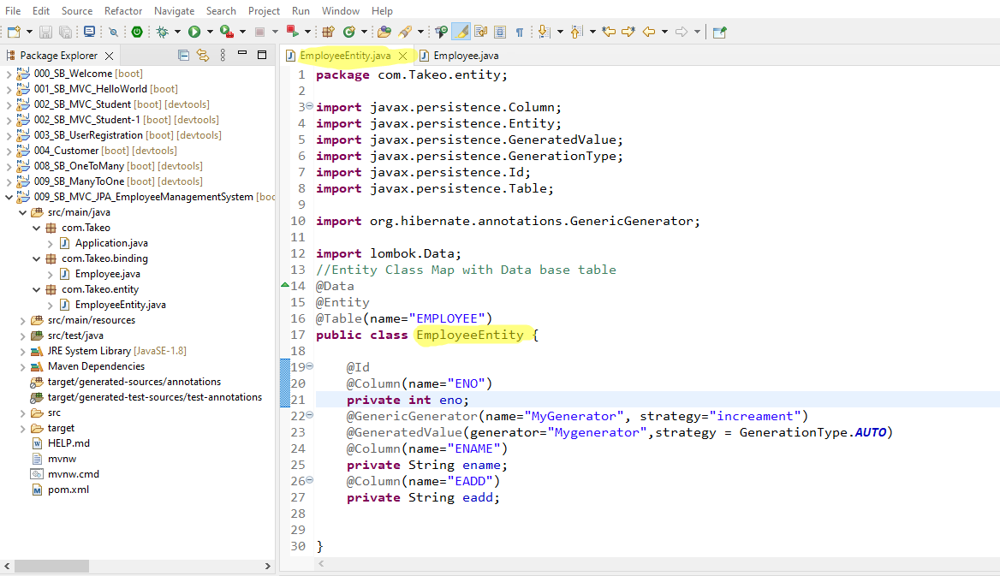 File Edit Source Refactor Navigate Search Project Run Window Help
Package Explorer
000_SB_Welcome [boot]
001_SB_MVC_HelloWorld [boot]
002_SB_MVC_Student [boot] [devtools]
002_SB_MVC_Student-1 [boot] [devtools]
003_SB_UserRegistration [boot] [devtools]
004_Customer [boot] [devtools]
008_SB_OneToMany [boot] [devtools]
009_SB_ManyToOne [boot] [devtools]
009_SB_MVC_JPA_EmployeeManagementSystem [boo
src/main/java
com.Takeo
Application.java
com.Takeo.binding
Employee.java
com.Takeo.entity
EmployeeEntity.java
src/main/resources
src/test/java
JRE System Library [JavaSE-1.8]
Maven Dependencies
target/generated-sources/annotations
target/generated-test-sources/test-annotations
src
target
HELP.md
mvnw
mvnw.cmd
pom.xml
EmployeeEntity.java Employee.java
1 package com.Takeo.entity;
2
3 import javax.persistence.Column;
4 import javax.persistence.Entity;
5 import javax.persistence.GeneratedValue;
6 import javax.persistence.GenerationType;
7 import javax.persistence.Id;
8 import javax.persistence.Table;
9
10 import org.hibernate.annotations.GenericGenerator;
11
12 import lombok.Data;
13 //Entity Class Map with Data base table
14 @Data
15 @Entity
16 @Table(name="EMPLOYEE")
17 public class EmployeeEntity {
18
19 @Id
20 @Column(name="ENO")
21 private int eno;
22 @GenericGenerator(name="MyGenerator", strategy="increament")
23 @GeneratedValue(generator="Mygenerator",strategy = GenerationType.AUTO)
24 @Column(name="ENAME")
25 private String ename;
26 @Column(name="EADD")
27 private String eadd;
28
29
30 }